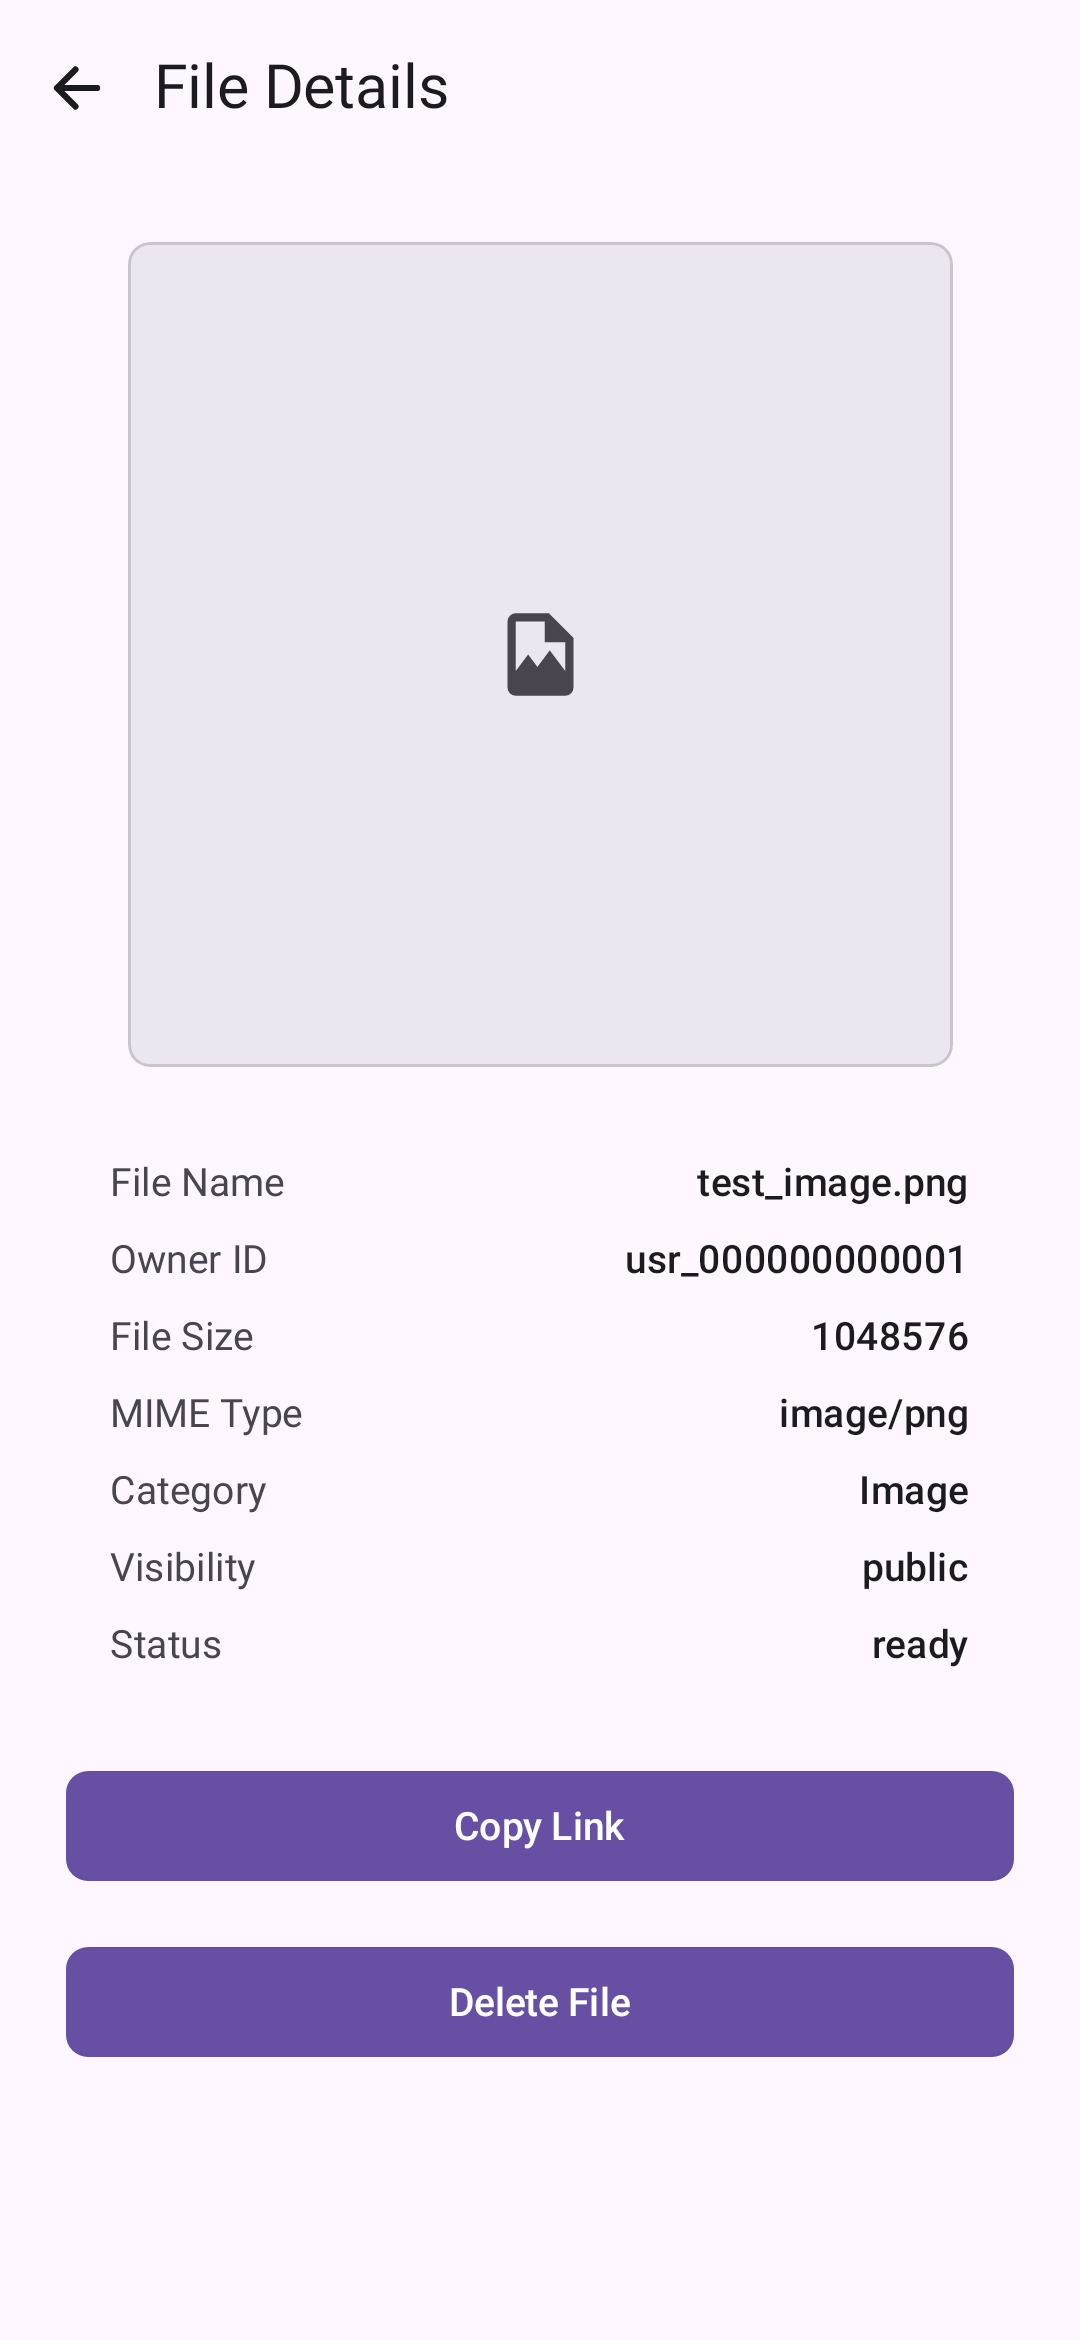 File Details
File Name test_image.png
Owner ID usr_000000000001
File Size 1048576
MIME Type image/png
Category Image
Visibility public
Status ready
Copy Link
Delete File